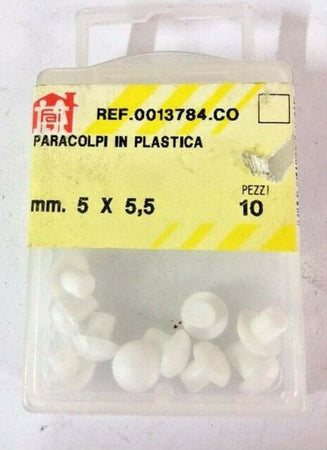 REF.0013784.CO
PARACOLPI IN PLASTICA
PEZZI
mm. 5 X 5,5 10